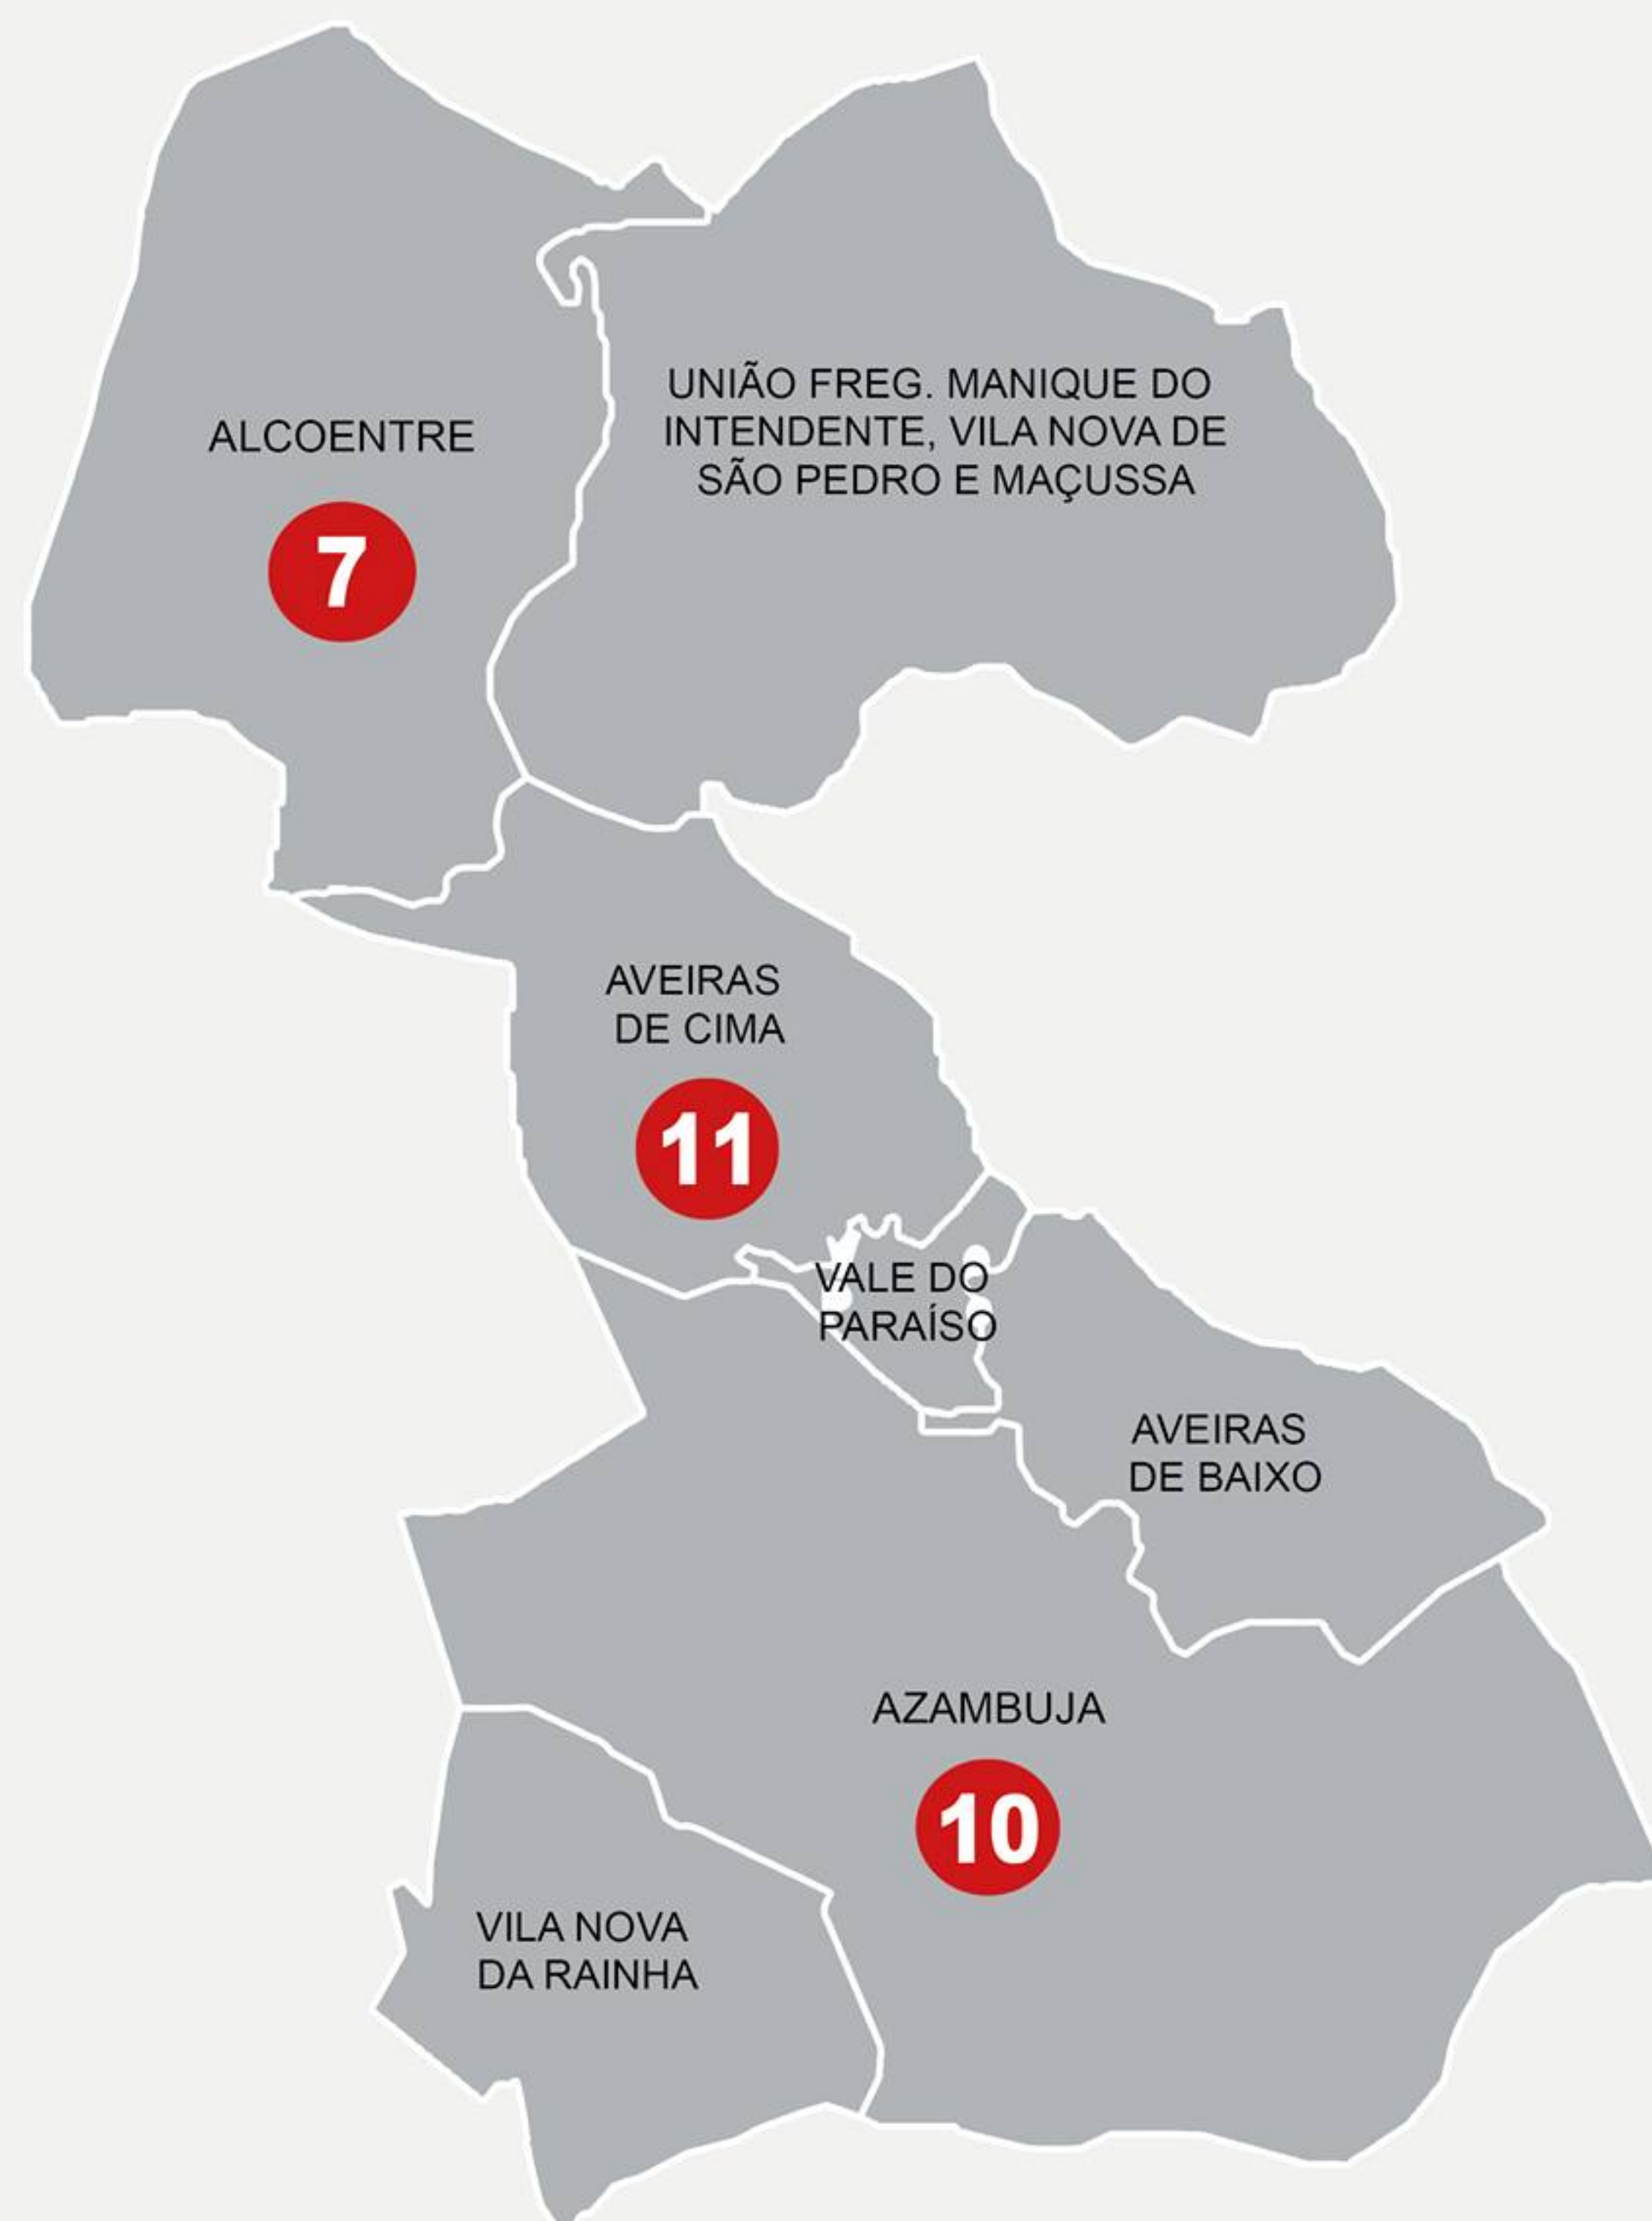 ALCOENTRE
7
UNIÃO FREG. MANIQUE DO
INTENDENTE, VILA NOVA DE
SÃO PEDRO E MAÇUSSA
AVEIRAS
DE CIMA
11
VALE DO
PARAÍSO
AVEIRAS
DE BAIXO
AZAMBUJA
10
VILA NOVA
DA RAINHA